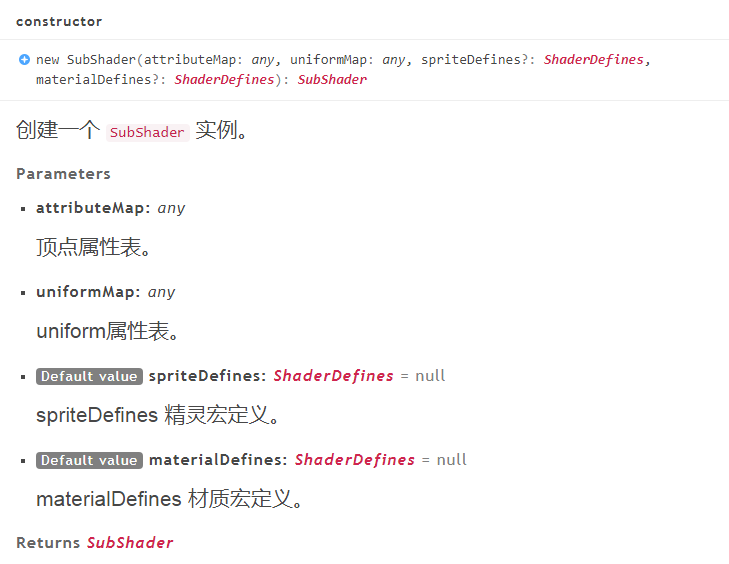 constructor
new SubShader(attributeMap: any, uniformMap: any, spriteDefines?: ShaderDefines,
materialDefines?: ShaderDefines): SubShader
创建一个 SubShader 实例。
Parameters
attributeMap: any
顶点属性表。
uniformMap: any
uniform属性表。
Default value spriteDefines: ShaderDefines = null
spriteDefines 精灵宏定义。
Default value materialDefines: ShaderDefines = null
materialDefines 材质宏定义。
Returns SubShader